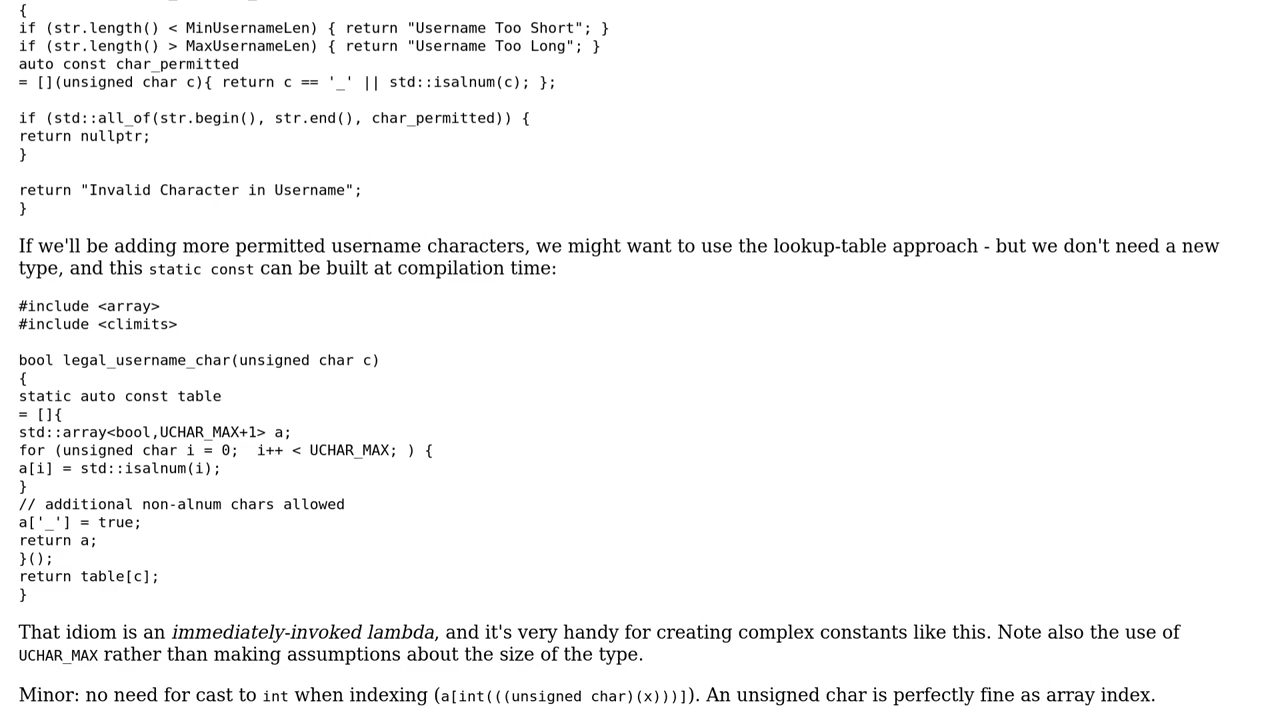 {
if (str.length() < MinUsernameLen) { return "Username Too Short"; }
if (str.length() > MaxUsernameLen) { return "Username Too Long"; }
auto const char_permitted
= [](unsigned char c){ return c == '_' || std::isalnum(c); };
if (std::all_of(str.begin(), str.end(), char_permitted)) {
return nullptr;
}
return "Invalid Character in Username";
}
If we'll be adding more permitted username characters, we might want to use the lookup-table approach - but we don't need a new
type, and this static const can be built at compilation time:
#include <array>
#include <climits>
bool legal_username_char(unsigned char c)
{
static auto const table
= []{
std::array<bool,UCHAR_MAX+1> a;
for (unsigned char i = 0;  i++ < UCHAR_MAX; ) {
a[i] = std::isalnum(i);
}
// additional non-alnum chars allowed
a['_'] = true;
return a;
}();
return table[c];
}
That idiom is an immediately-invoked lambda, and it's very handy for creating complex constants like this. Note also the use of
UCHAR_MAX rather than making assumptions about the size of the type.
Minor: no need for cast to int when indexing (a[int(((unsigned char)(x)))]). An unsigned char is perfectly fine as array index.